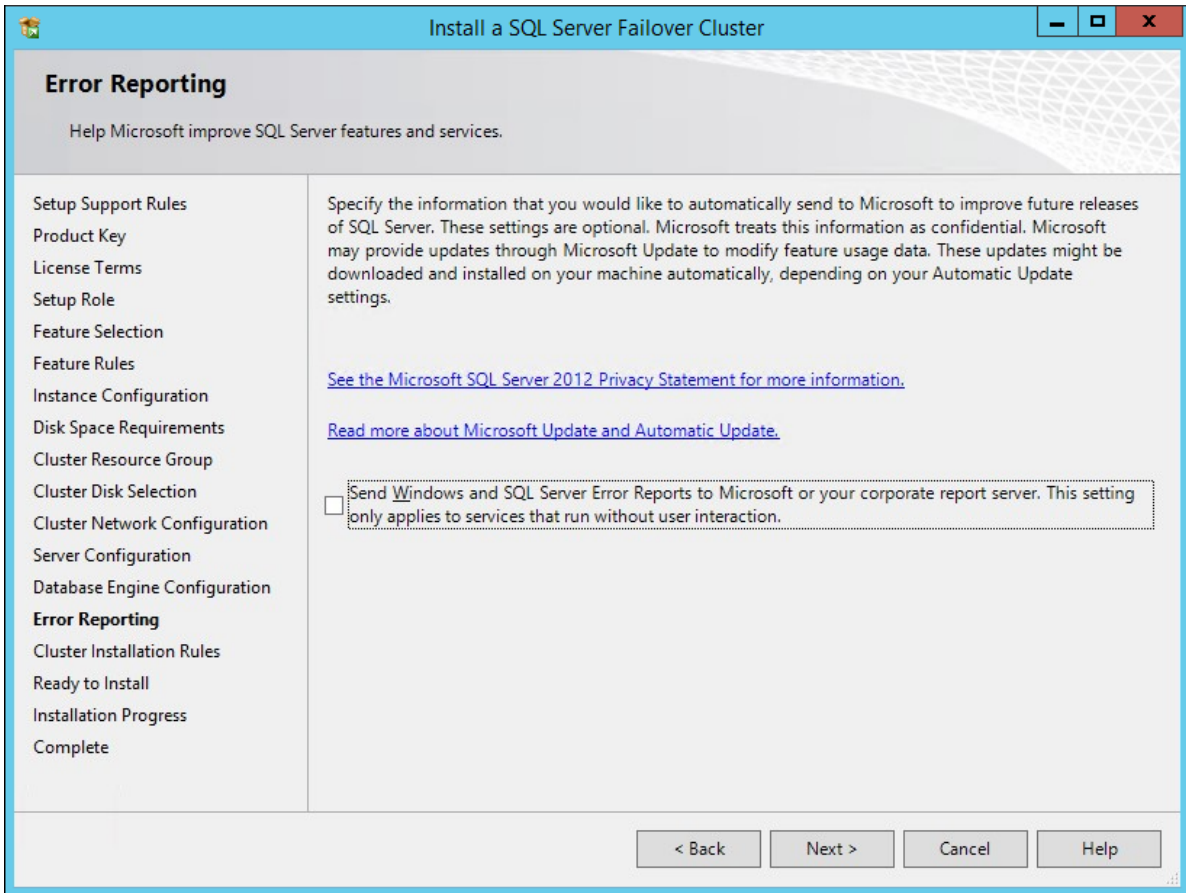 Install a SQL Server Failover Cluster
Error Reporting
Help Microsoft improve SQL Server features and services.
Setup Support Rules
Product Key
License Terms
Setup Role
Feature Selection
Feature Rules
Instance Configuration
Disk Space Requirements
Cluster Resource Group
Cluster Disk Selection
Cluster Network Configuration
Server Configuration
Database Engine Configuration
Error Reporting
Cluster Installation Rules
Ready to Install
Installation Progress
Complete
Specify the information that you would like to automatically send to Microsoft to improve future releases
of SQL Server. These settings are optional. Microsoft treats this information as confidential. Microsoft
may provide updates through Microsoft Update to modify feature usage data. These updates might be
downloaded and installed on your machine automatically, depending on your Automatic Update
settings.
See the Microsoft SQL Server 2012 Privacy Statement for more information.
Read more about Microsoft Update and Automatic Update.
Send Windows and SQL Server Error Reports to Microsoft or your corporate report server. This setting
only applies to services that run without user interaction.
< Back
Next >
Cancel
Help